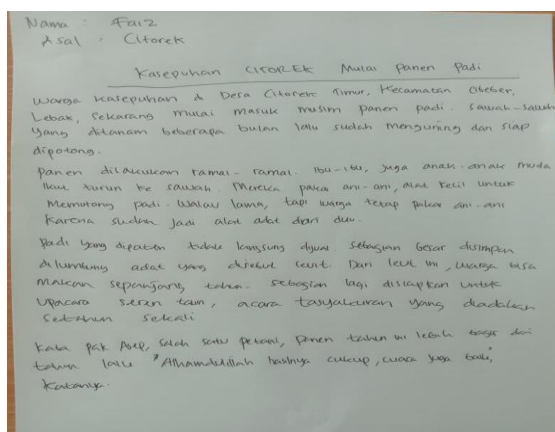 Nama : Faiz
Asal : Citorek
Kasepuhan CITOREK Mulai Panen Padi
Warga kasepuhan di Desa Citorek Timur, Kecamatan Cibeber,
Lebak, sekarang mulai masuk musim panen padi. Sawah-sawah
yang ditanam beberapa bulan lalu sudah menguning dan siap
dipotong.
Panen dilakukan ramai-ramai. Ibu-ibu, juga anak-anak muda
ikut turun ke sawah. Mereka pakai ani-ani, alat kecil untuk
memotong padi. Walau lama, tapi warga tetap pakai ani-ani
karena sudah jadi alat adat dari dulu.
Padi yang dipanen tidak langsung dijual sebagian besar disimpan
dilumbung adat yang disebut leuit. Dari leuit ini, warga bisa
makan sepanjang tahun. Sebagian lagi disiapkan untuk
upacara seren taun, acara tasyakuran yang diadakan
setahun sekali
Kata pak Asep, salah satu petani, panen tahun ini lebih bagus dari
tahun lalu "Alhamdulillah hasilnya cukup, cuaca juga baik,
katanya.